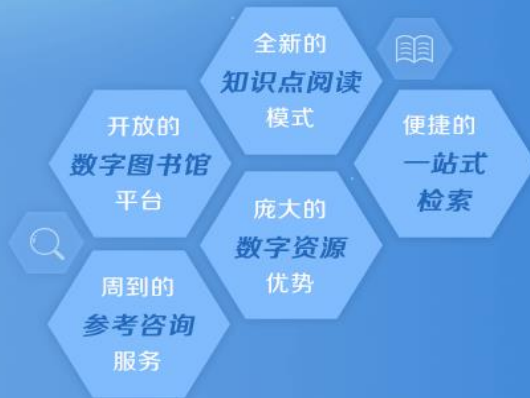 全新的
知识点阅读
模式
开放的
数字图书馆
平台
便捷的
一站式
检索
庞大的
数字资源
优势
周到的
参考咨询
服务